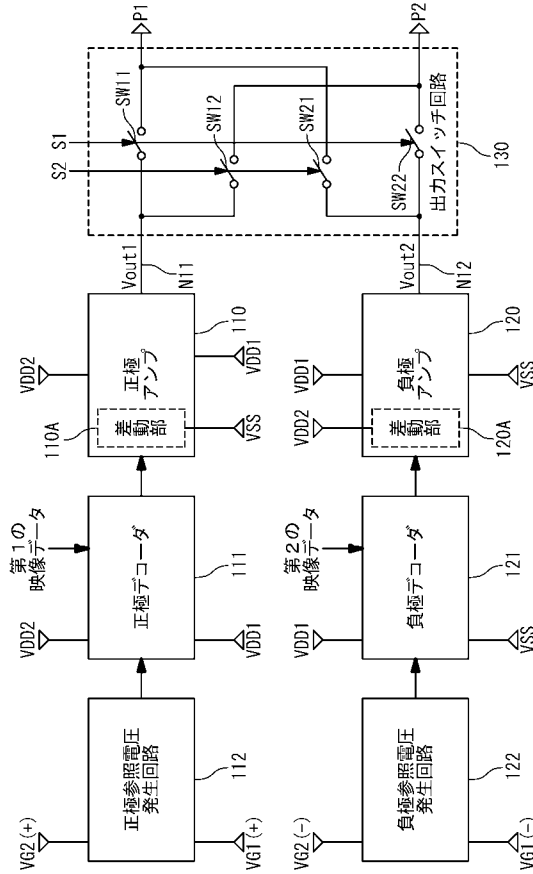 VG2(+)
VG1(+)
正極参照電圧
発生回路
112
VDD2
VDD1
第1の
映像データ
正極デコーダ
111
110A
差動部
VSS
正極
アンプ
VDD2
VDD1
110
Vout1
N11
S1
S2
SW11
SW12
SW21
SW22
出力スイッチ回路
130
P1
P2
VG2(-)
VG1(-)
負極参照電圧
発生回路
122
VDD1
VSS
第2の
映像データ
負極デコーダ
121
VDD2
差動部
120A
負極
アンプ
VDD1
VSS
120
Vout2
N12